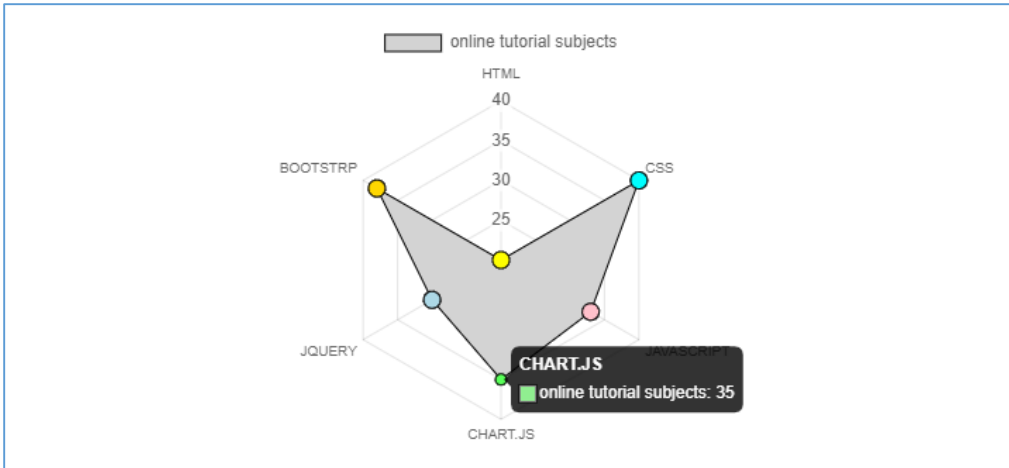 online tutorial subjects
HTML
40
35
30
25
BOOTSTRP
CSS
JQUERY
JAVASCRIPT
CHART.JS
online tutorial subjects: 35
CHART.JS